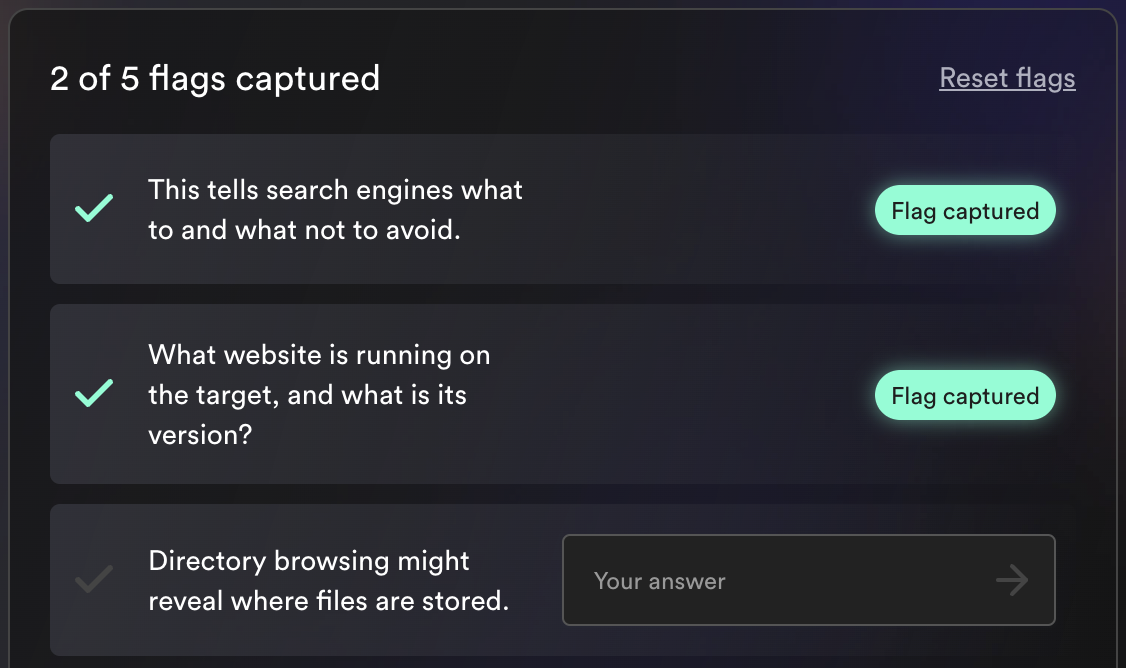 2 of 5 flags captured
Reset flags
This tells search engines what
to and what not to avoid.
Flag captured
What website is running on
the target, and what is its
version?
Flag captured
Directory browsing might
reveal where files are stored.
Your answer